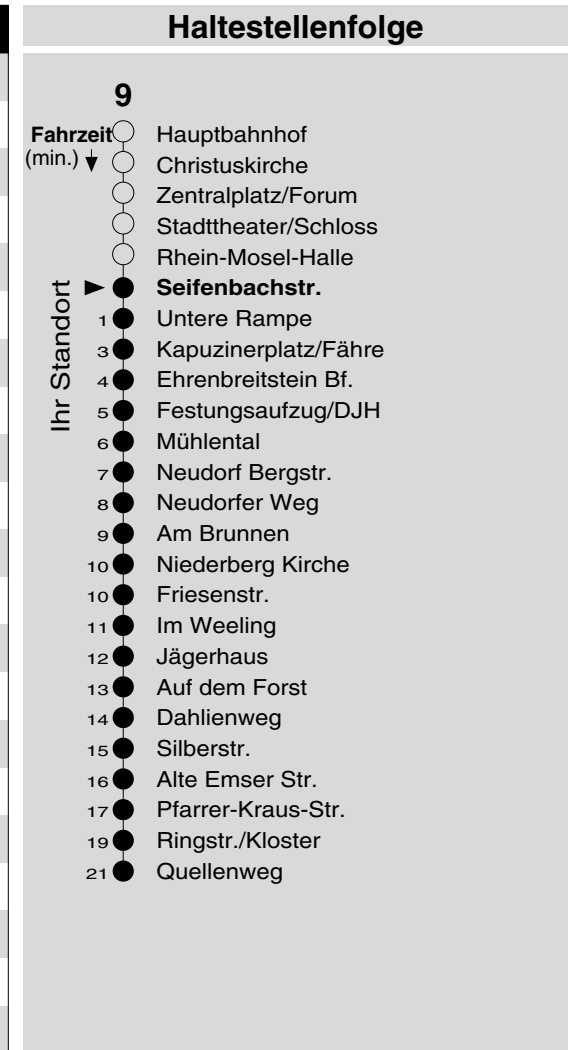 Haltestellenfolge
9
Fahrzeit Hauptbahnhof
(min.) Christuskirche
Zentralplatz/Forum
Stadttheater/Schloss
Rhein-Mosel-Halle
Ihr Standort
Seifenbachstr.
1 Untere Rampe
3 Kapuzinerplatz/Fähre
4 Ehrenbreitstein Bf.
5 Festungsaufzug/DJH
6 Mühlental
7 Neudorf Bergstr.
8 Neudorfer Weg
9 Am Brunnen
10 Niederberg Kirche
10 Friesenstr.
11 Im Weeling
12 Jägerhaus
13 Auf dem Forst
14 Dahlienweg
15 Silberstr.
16 Alte Emser Str.
17 Pfarrer-Kraus-Str.
19 Ringstr./Kloster
21 Quellenweg